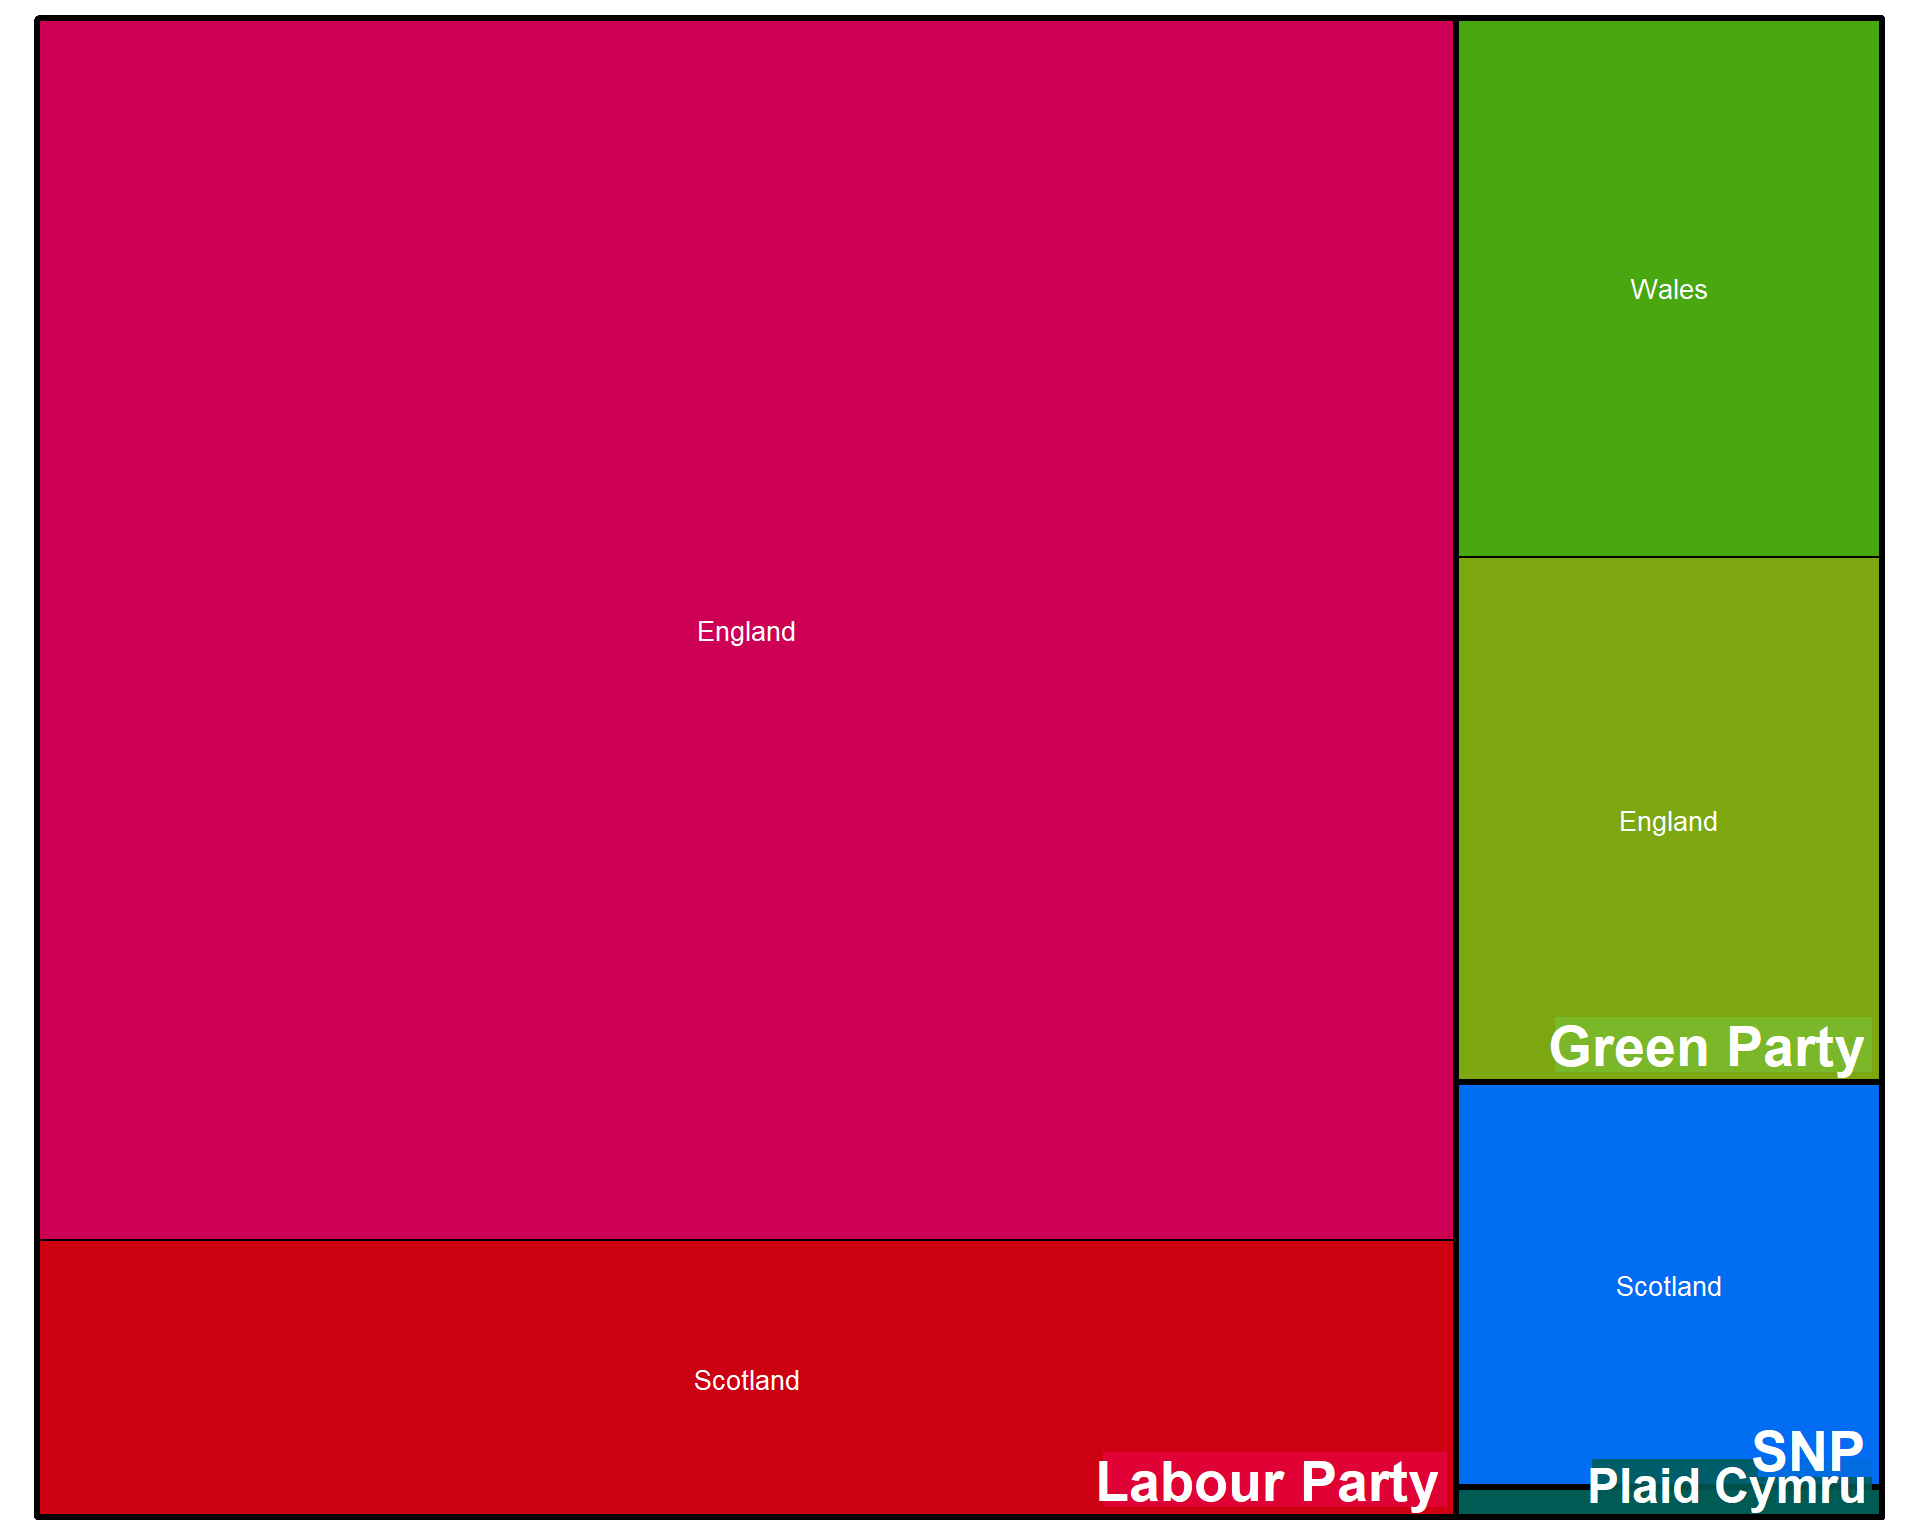 England
Scotland
Labour Party
Wales
England
Green Party
Scotland
SNP
Plaid Cymru